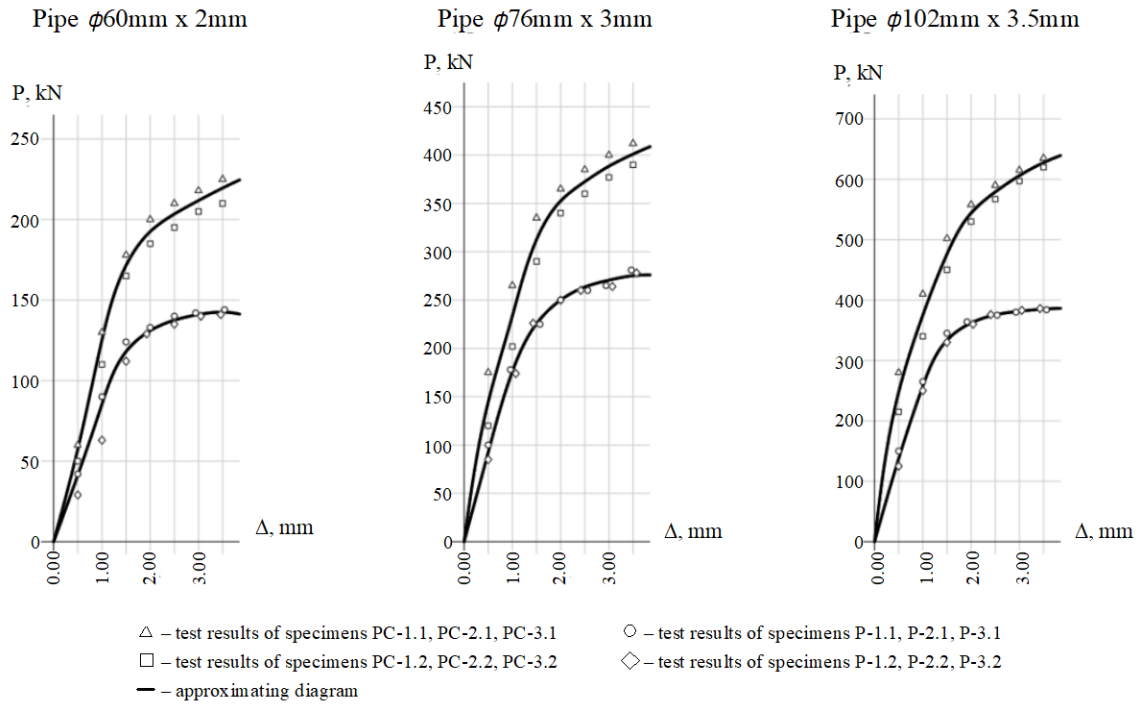 Pipe ϕ60mm x 2mm
Pipe ϕ76mm x 3mm
Pipe ϕ102mm x 3.5mm
P, kN
250
200
150
100
50
0
0.00
1.00
2.00
3.00
Δ, mm
P, kN
450
400
350
300
250
200
150
100
50
0
0.00
1.00
2.00
3.00
Δ, mm
P, kN
700
600
500
400
300
200
100
0
0.00
1.00
2.00
3.00
Δ, mm
– test results of specimens PC-1.1, PC-2.1, PC-3.1
– test results of specimens P-1.1, P-2.1, P-3.1
– test results of specimens PC-1.2, PC-2.2, PC-3.2
– test results of specimens P-1.2, P-2.2, P-3.2
– approximating diagram